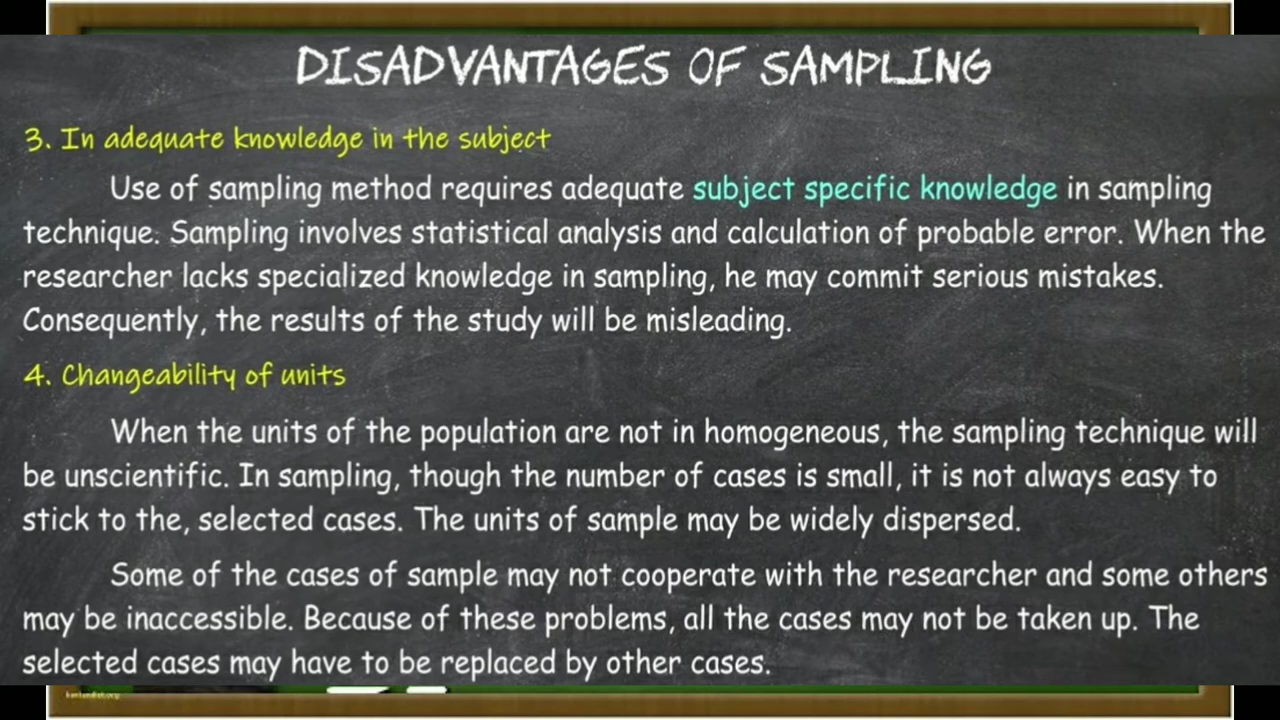 DISADVANTAGES OF SAMPLING
3. In adequate knowledge in the subject
Use of sampling method requires adequate subject specific knowledge in sampling
technique. Sampling involves statistical analysis and calculation of probable error. When the
researcher lacks specialized knowledge in sampling, he may commit serious mistakes.
Consequently, the results of the study will be misleading.
4. Changeability of units
When the units of the population are not in homogeneous, the sampling technique will
be unscientific. In sampling, though the number of cases is small, it is not always easy to
stick to the, selected cases. The units of sample may be widely dispersed.
Some of the cases of sample may not cooperate with the researcher and some others
may be inaccessible. Because of these problems, all the cases may not be taken up. The
selected cases may have to be replaced by other cases.